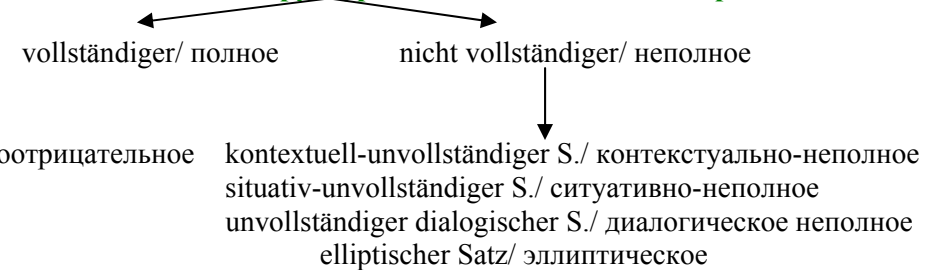 vollständiger/ полное nicht vollständiger/ неполное
оотрицательное kontextuell-unvollständiger S./ контекстуально-неполное
situativ-unvollständiger S./ ситуативно-неполное
unvollständiger dialogischer S./ диалогическое неполное
elliptischer Satz/ эллиптическое